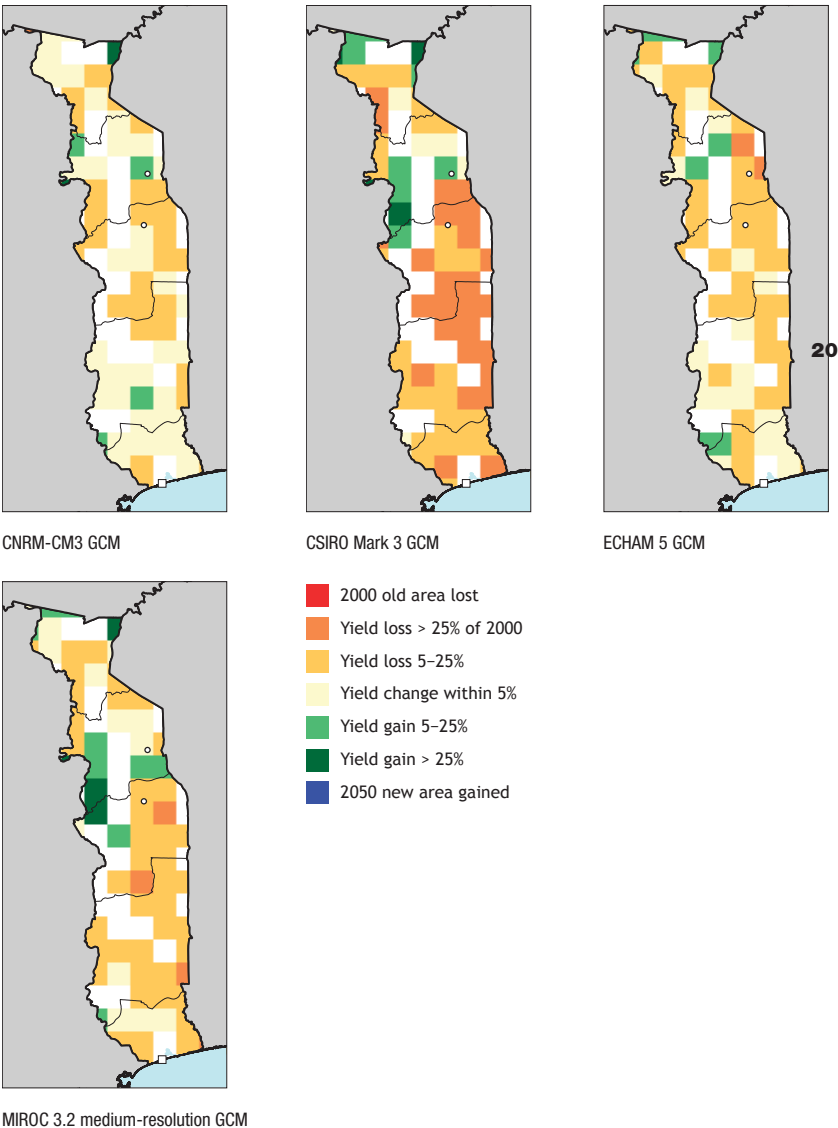 20
CNRM-CM3 GCM
CSIRO Mark 3 GCM
ECHAM 5 GCM
2000 old area lost
Yield loss > 25% of 2000
Yield loss 5–25%
Yield change within 5%
Yield gain 5–25%
Yield gain > 25%
2050 new area gained
MIROC 3.2 medium-resolution GCM